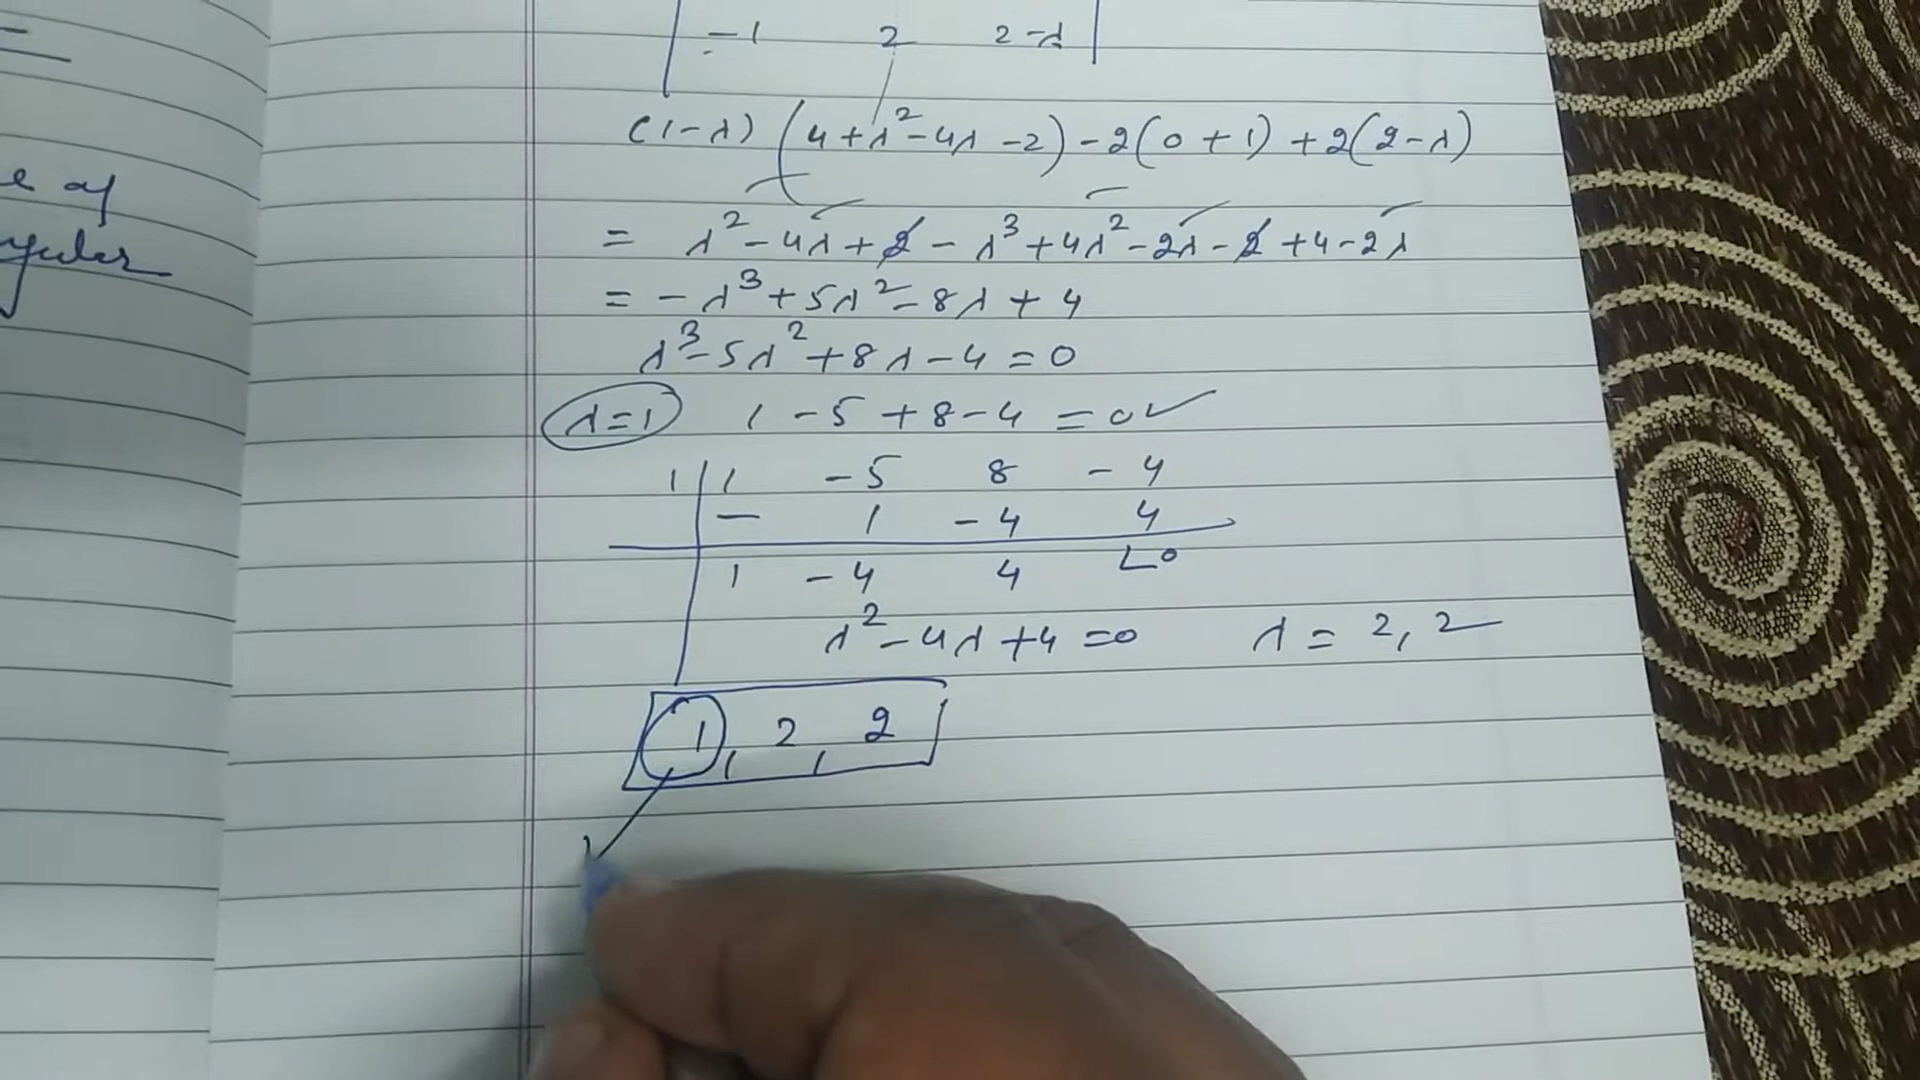 -1 2 2-λ
(1-λ) (4+λ²-4λ-2) -2(0+1) +2(2-λ)
= λ²-4λ+2-λ³+4λ²-2λ-2+4-2λ
= -λ³+5λ²-8λ+4
λ³-5λ²+8λ-4=0
λ=1 1-5+8-4=0✓
1 | 1 -5 8 -4
— 1 -4 4
1 -4 4 ∟0
λ²-4λ+4=0 λ=2,2
1, 2, 2